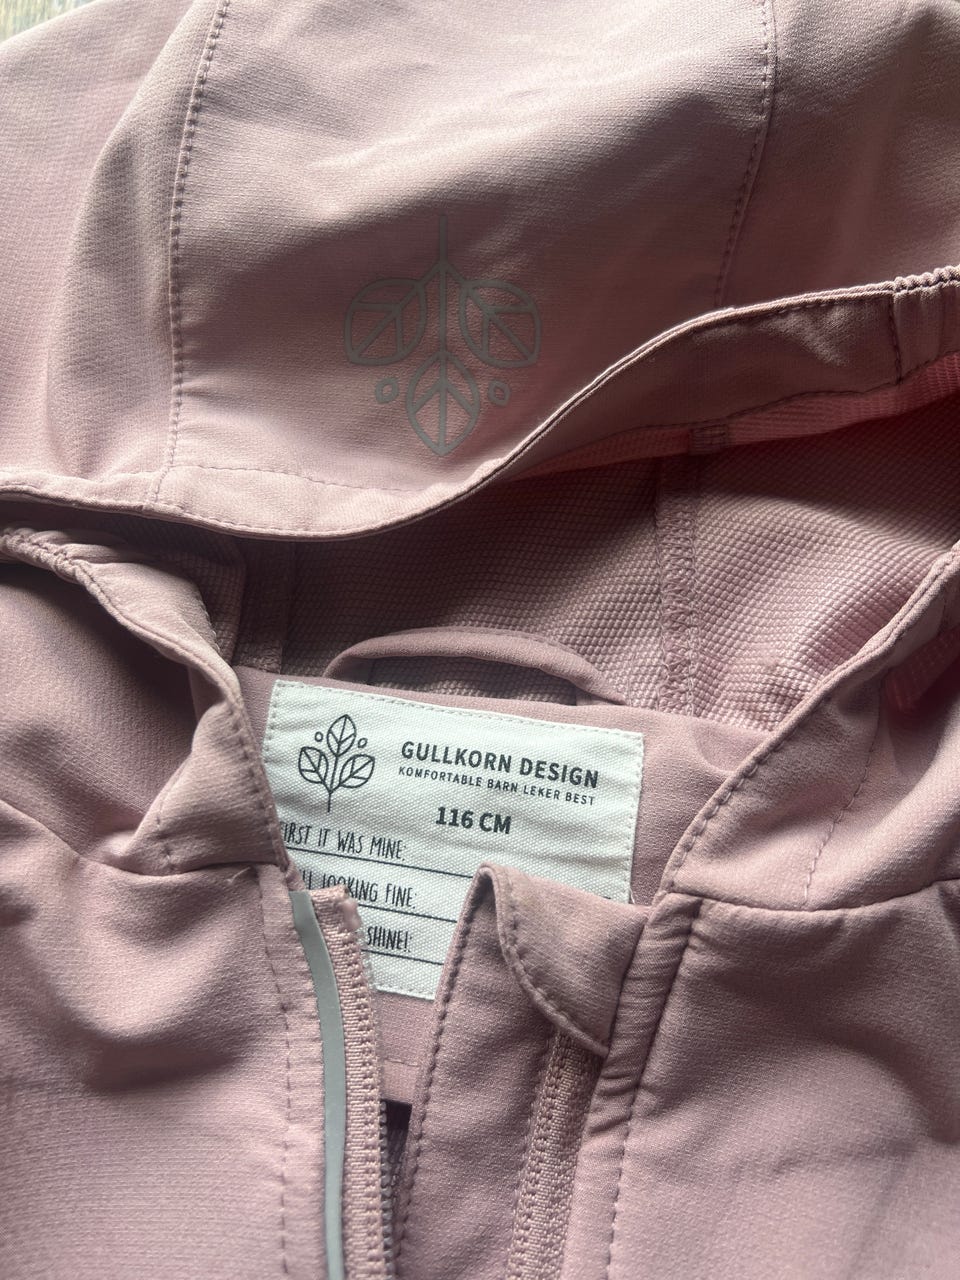 GULLKORN DESIGN
KOMFORTABLE BARN LEKER BEST
116 CM
FIRST IT WAS MINE:
LOOKING FINE:
SHINE!: